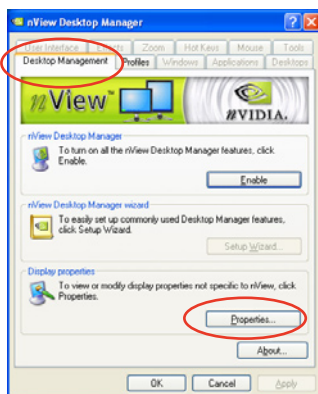 nView Desktop Manager
User Interface Effects Zoom Hot Keys Mouse Tools
Desktop Management Profiles Windows Applications Desktops
nView™ nVIDIA.
nView Desktop Manager
To turn on all the nView Desktop Manager features, click
Enable.
Enable
nView Desktop Manager wizard
To easily set up commonly used Desktop Manager features,
click Setup Wizard.
Setup Wizard...
Display properties
To view or modify display properties not specific to nView, click
Properties.
Properties...
About...
OK Cancel Apply